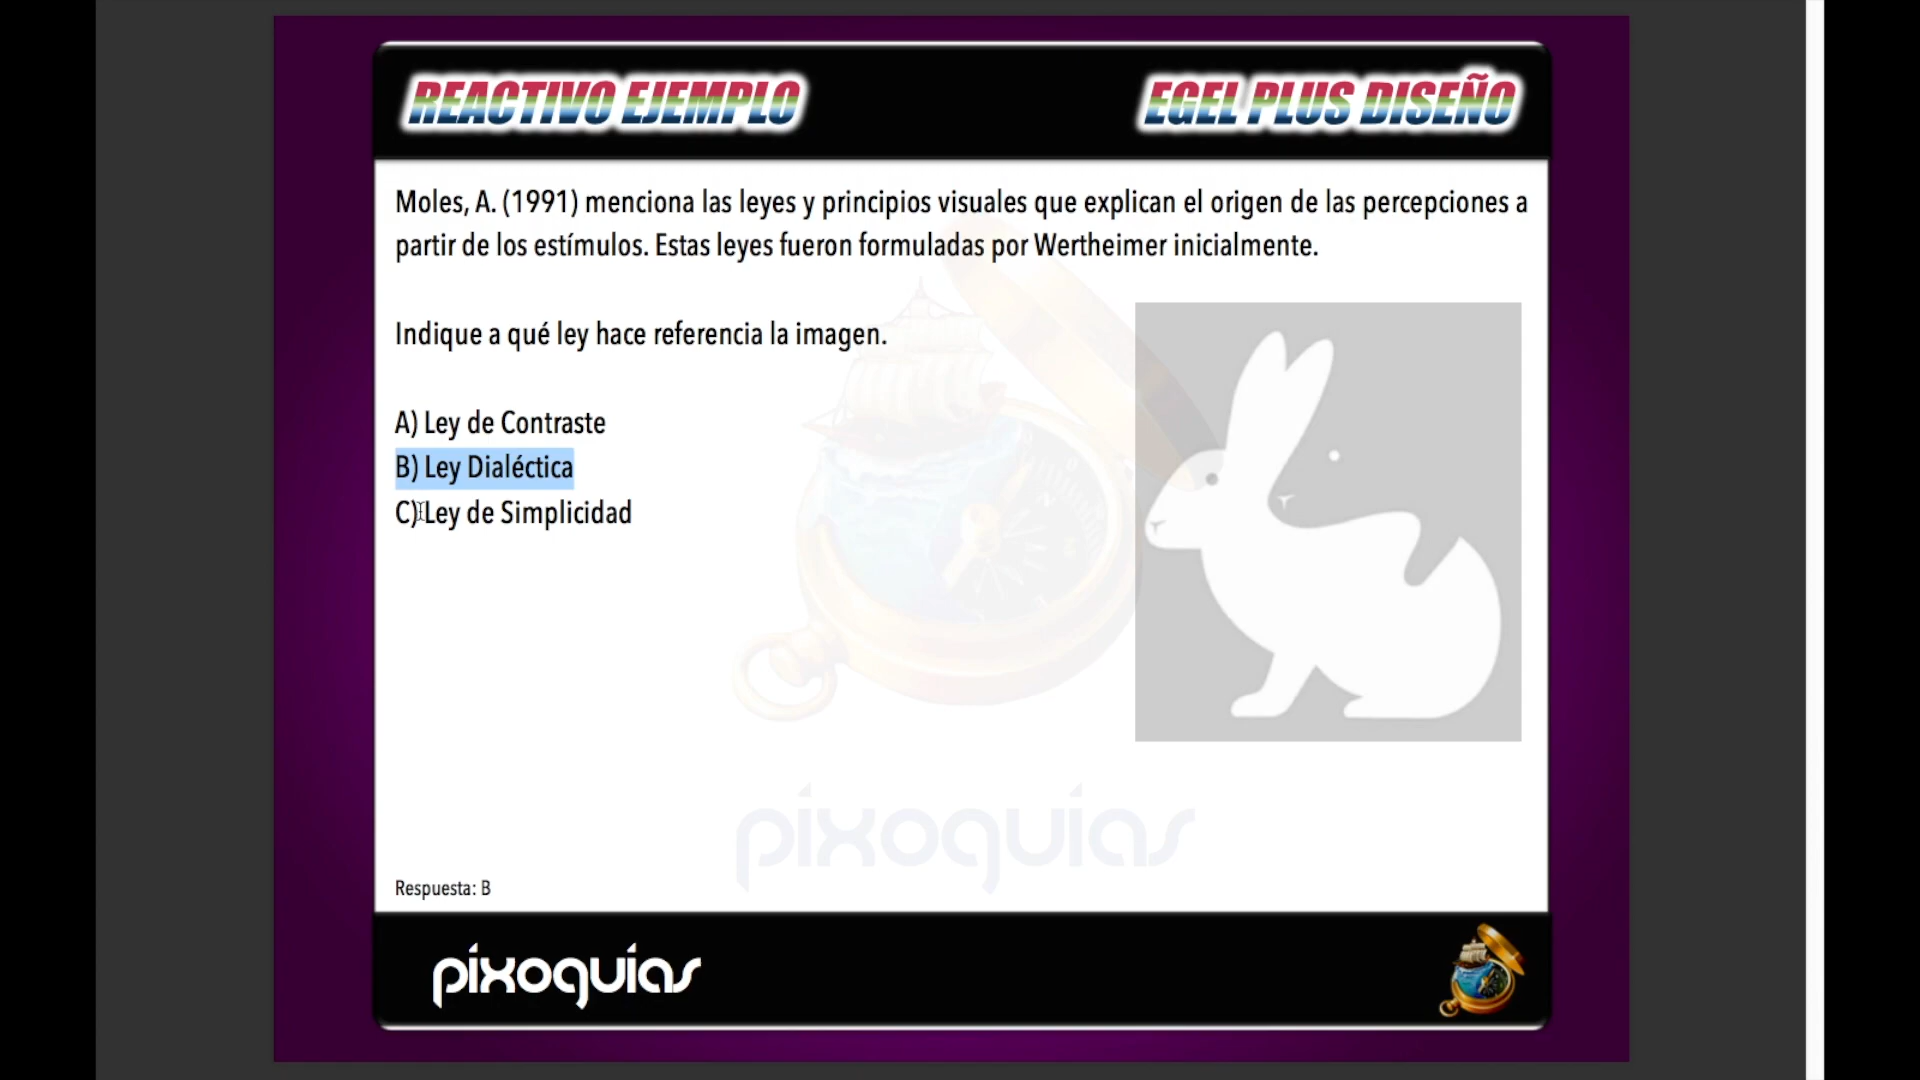 REACTIVO EJEMPLO
EGEL PLUS DISEÑO
Moles, A. (1991) menciona las leyes y principios visuales que explican el origen de las percepciones a
partir de los estímulos. Estas leyes fueron formuladas por Wertheimer inicialmente.
Indique a qué ley hace referencia la imagen.
A) Ley de Contraste
B) Ley Dialéctica
C) Ley de Simplicidad
pixoguias
Respuesta: B
pixoguias